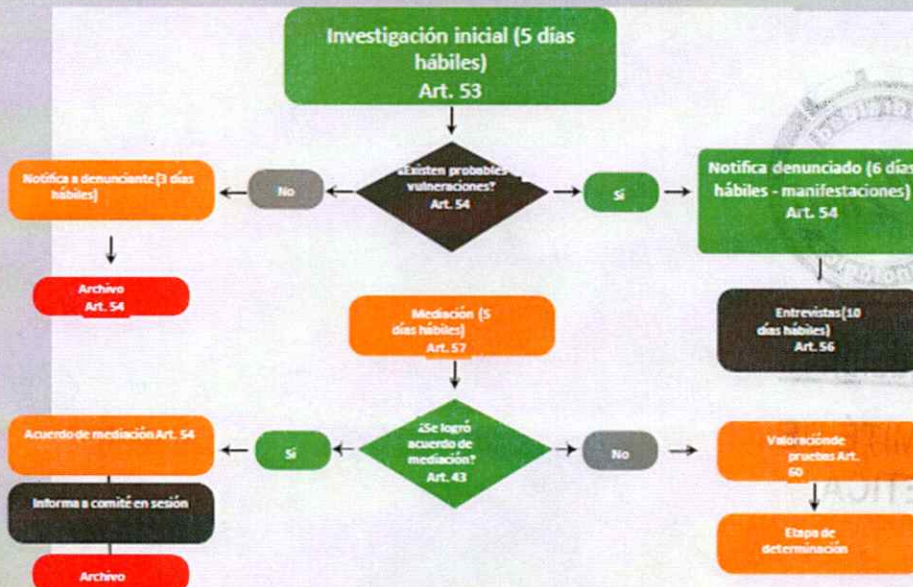 Investigación inicial (5 días
hábiles)
Art. 53
Notifica a denunciante (3 días
hábiles)
No
¿Existen probables
vulneraciones?
Art. 54
Sí
Notifica denunciado (6 días
hábiles - manifestaciones)
Art. 54
Archivo
Art. 54
Mediación (5
días hábiles)
Art. 57
Entrevistas (10
días hábiles)
Art. 56
Acuerdo de mediación Art. 54
Sí
¿Se logró
acuerdo de
mediación?
Art. 43
No
Valoración de
pruebas Art.
60
Informa a comité en sesión
Archivo
Etapa de
determinación